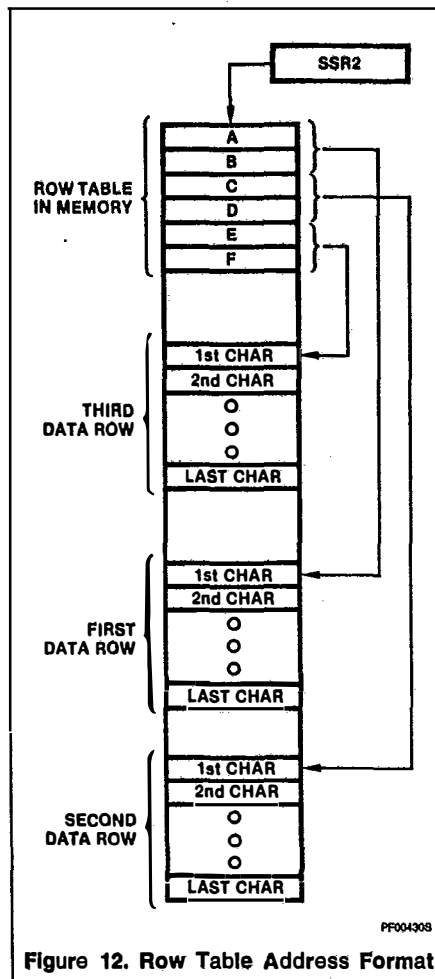 SSR2
A
B
C
D
E
F
ROW TABLE
IN MEMORY
1st CHAR
2nd CHAR
LAST CHAR
THIRD
DATA ROW
1st CHAR
2nd CHAR
LAST CHAR
FIRST
DATA ROW
1st CHAR
2nd CHAR
LAST CHAR
SECOND
DATA ROW
PF00430S
Figure 12. Row Table Address Format